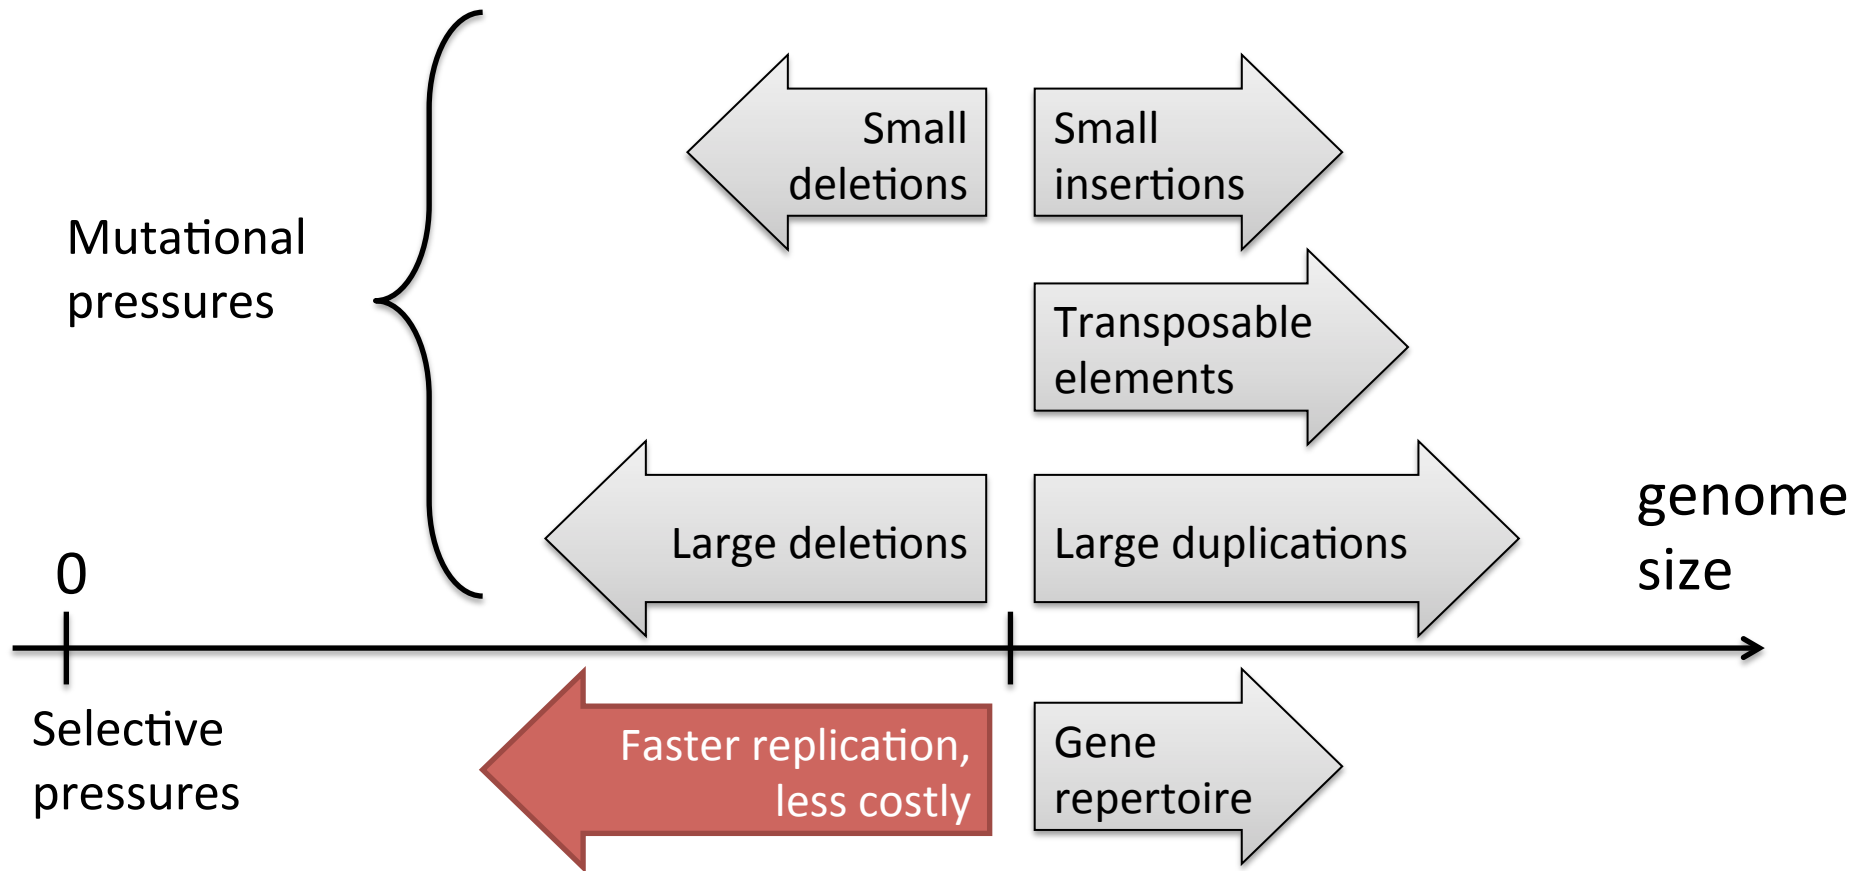 Mutational
pressures
Small
deletions
Small
insertions
Transposable
elements
Large deletions
Large duplications
genome
size
0
Selective
pressures
Faster replication,
less costly
Gene
repertoire